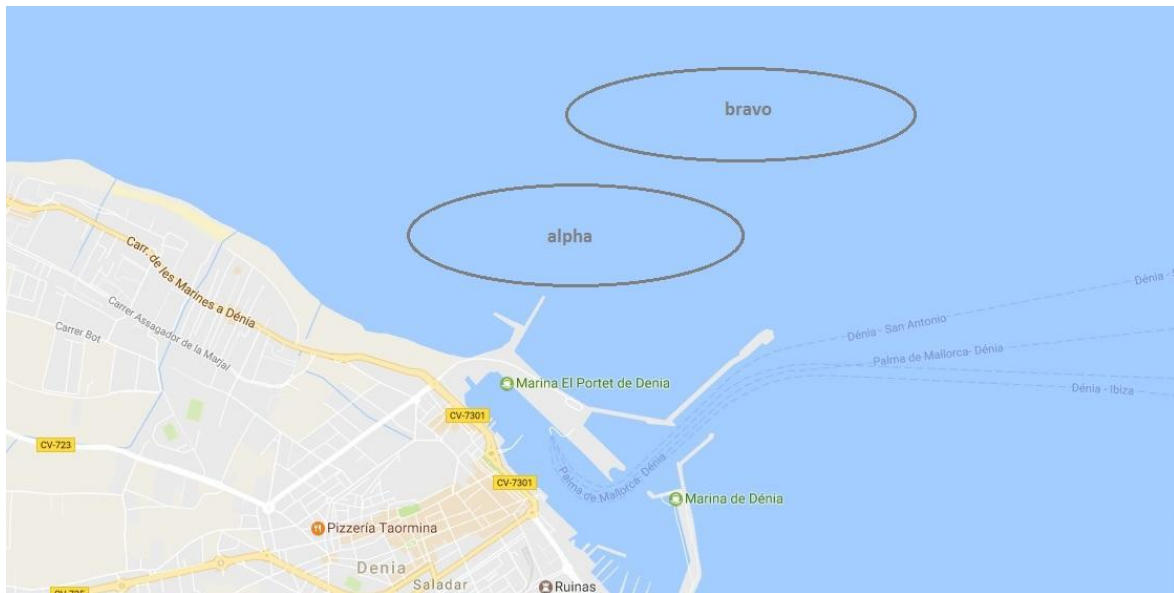 bravo
alpha
Carr. de les Marines a Dénia
Carrer Assagador de la Marjal
Carrer Bot
Dénia - S
Dénia - San Antonio
Palma de Mallorca- Dénia
Dénia - Ibiza
Marina El Portet de Denia
CV-7301
CV-723
CV-7301
Palma de Mallorca- Dénia
Marina de Dénia
Pizzería Taormina
Denia
Saladar
Ruinas